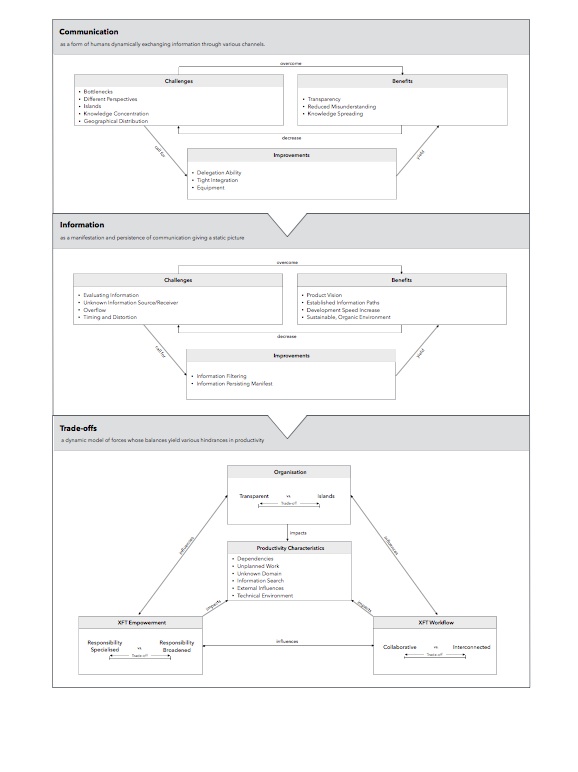 Communication
as a form of humans dynamically exchanging information through various channels.
overcome
Challenges
• Bottlenecks
• Different Perspectives
• Islands
• Knowledge Concentration
• Geographical Distribution
Benefits
• Transparency
• Reduced Misunderstanding
• Knowledge Spreading
decrease
call for
yield
Improvements
• Delegation Ability
• Tight Integration
• Equipment
Information
as a manifestation and persistence of communication giving a static picture
overcome
Challenges
• Evaluating Information
• Unknown Information Source/Receiver
• Overflow
• Timing and Distortion
Benefits
• Product Vision
• Established Information Paths
• Development Speed Increase
• Sustainable, Organic Environment
decrease
call for
yield
Improvements
• Information Filtering
• Information Persisting Manifest
Trade-offs
a dynamic model of forces whose balances yield various hindrances in productivity
Organisation
Transparent vs Islands
Trade-off
influences
influences
impacts
Productivity Characteristics
• Dependencies
• Unplanned Work
• Unknown Domain
• Information Search
• External Influences
• Technical Environment
impacts
impacts
XFT Empowerment
Responsibility Specialised vs Responsibility Broadened
Trade-off
influences
XFT Workflow
Collaborative vs Interconnected
Trade-off